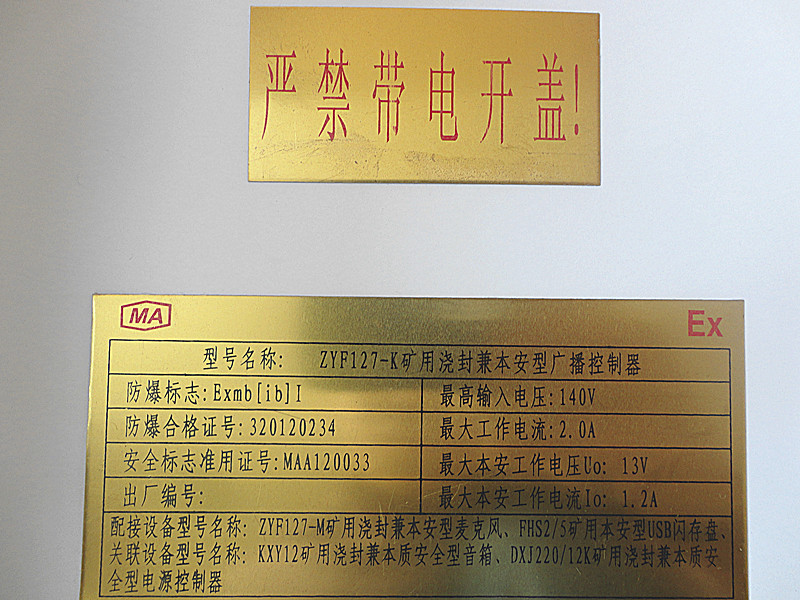 严禁带电开盖!
MA
Ex
型号名称: ZYF127-K矿用浇封兼本安型广播控制器
防爆标志:Exmb[ib]I
最高输入电压:140V
防爆合格证号:320120234
最大工作电流:2.0A
安全标志准用证号:MAA120033
最大本安工作电压Uo: 13V
出厂编号:
最大本安工作电流Io: 1.2A
配接设备型号名称: ZYF127-M矿用浇封兼本安型麦克风、FHS2/5矿用本安型USB闪存盘、
关联设备型号名称: KXY12矿用浇封兼本质安全型音箱、DXJ220/12K矿用浇封兼本质安
全型电源控制器